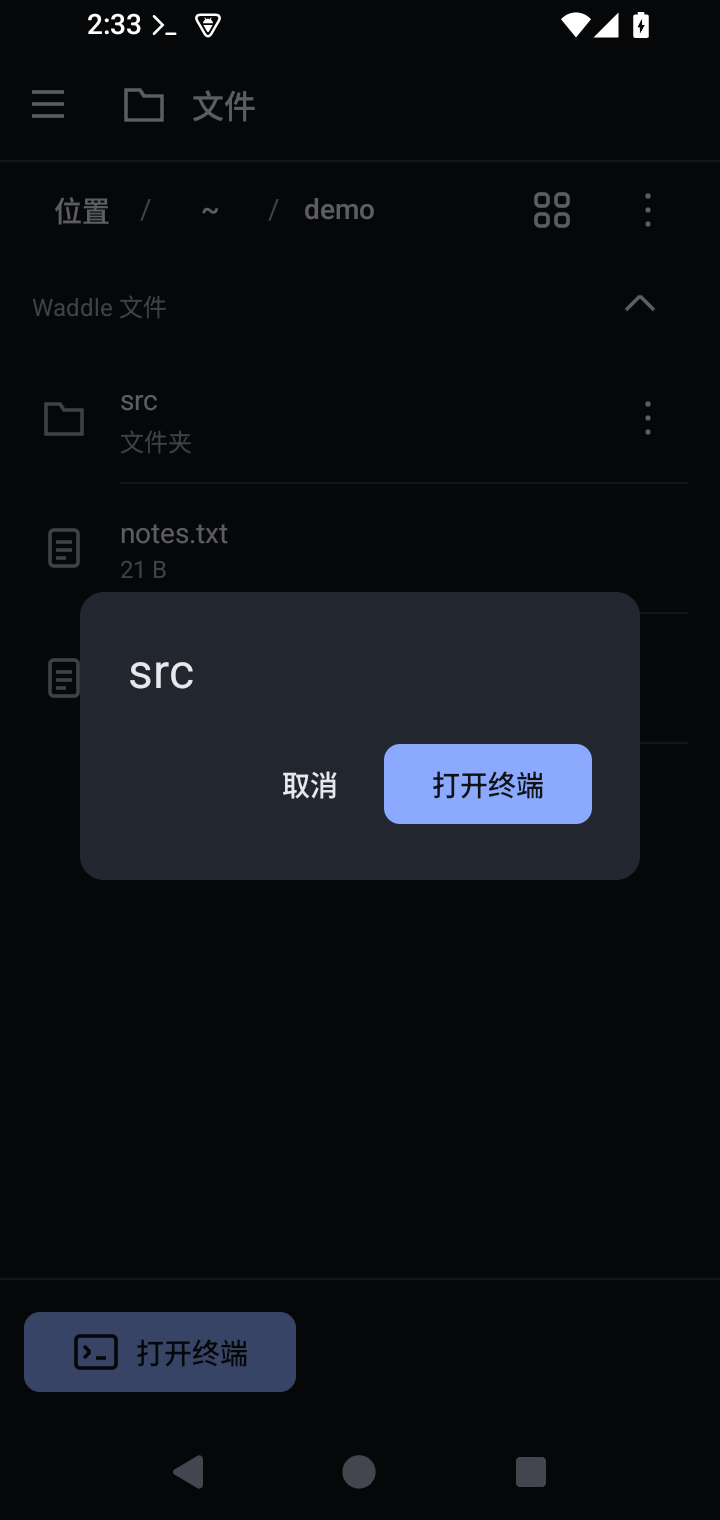 2:33
文件
位置 / ~ / demo
Waddle 文件
src
文件夹
notes.txt
21 B
src
取消 打开终端
打开终端